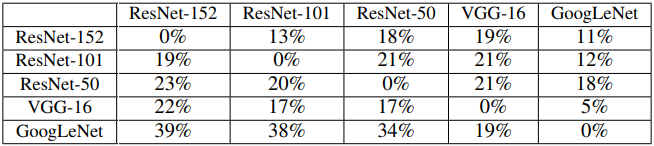 ResNet-152 ResNet-101 ResNet-50 VGG-16 GoogLeNet
ResNet-152 0% 13% 18% 19% 11%
ResNet-101 19% 0% 21% 21% 12%
ResNet-50 23% 20% 0% 21% 18%
VGG-16 22% 17% 17% 0% 5%
GoogLeNet 39% 38% 34% 19% 0%